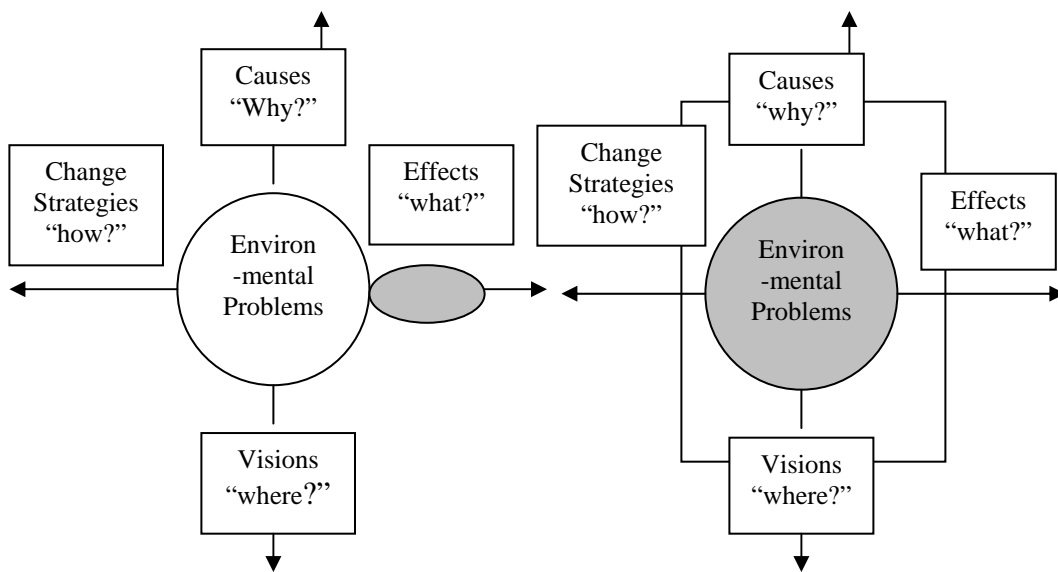 Causes
“Why?”
Change
Strategies
“how?”
Effects
“what?”
Environ
-mental
Problems
Visions
“where?”
Causes
“why?”
Change
Strategies
“how?”
Effects
“what?”
Environ
-mental
Problems
Visions
“where?”